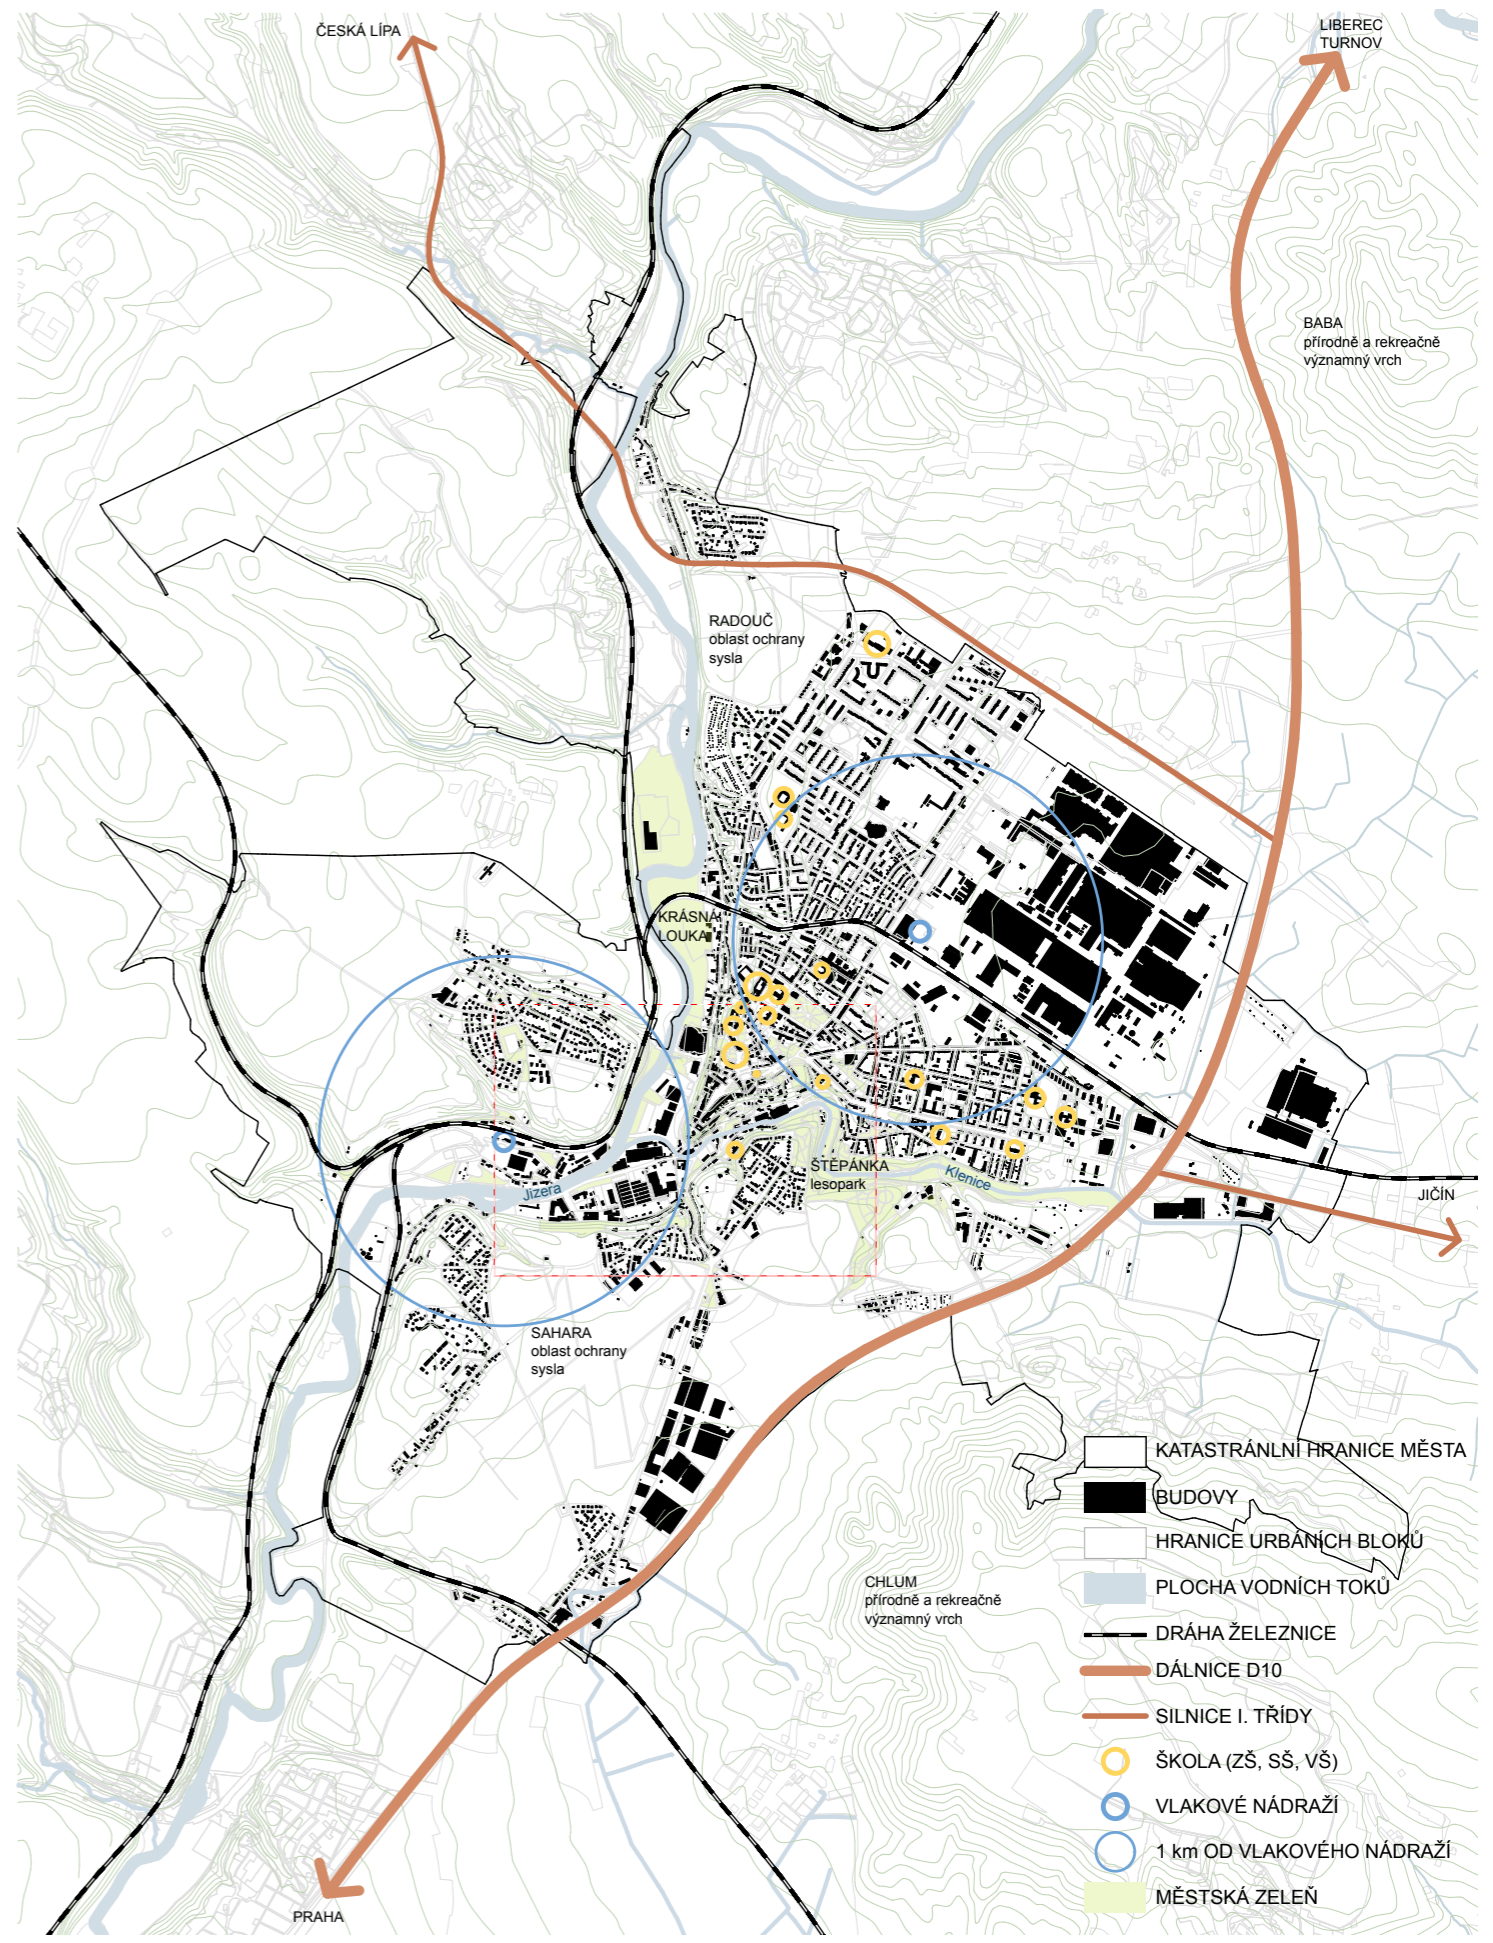 ČESKÁ LÍPA
LIBEREC
TURNOV
BABA
přírodně a rekreačně
významný vrch
RADOUČ
oblast ochrany
sysla
KRÁSNÁ
LOUKA
ŠTĚPÁNKA
lesopark
Klenice
Jizera
JIČÍN
SAHARA
oblast ochrany
sysla
CHLUM
přírodně a rekreačně
významný vrch
PRAHA
KATASTRÁNLNÍ HRANICE MĚSTA
BUDOVY
HRANICE URBÁNÍCH BLOKŮ
PLOCHA VODNÍCH TOKŮ
DRÁHA ŽELEZNICE
DÁLNICE D10
SILNICE I. TŘÍDY
ŠKOLA (ZŠ, SŠ, VŠ)
VLAKOVÉ NÁDRAŽÍ
1 km OD VLAKOVÉHO NÁDRAŽÍ
MĚSTSKÁ ZELEŇ